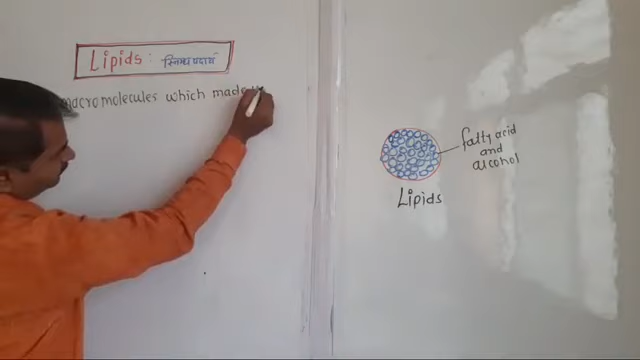 Lipids : स्निग्ध पदार्थ
macromolecules which made
fatty acid
and
alcohol
Lipids